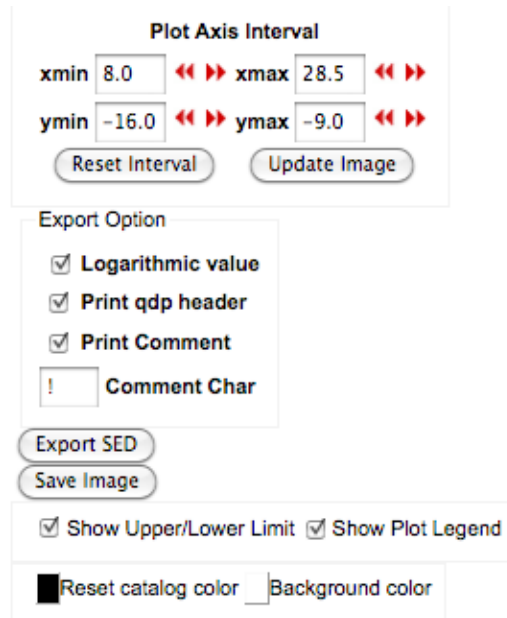 Plot Axis Interval
xmin 8.0 xmax 28.5
ymin -16.0 ymax -9.0
Reset Interval Update Image
Export Option
Logarithmic value
Print qdp header
Print Comment
! Comment Char
Export SED
Save Image
Show Upper/Lower Limit Show Plot Legend
Reset catalog color Background color